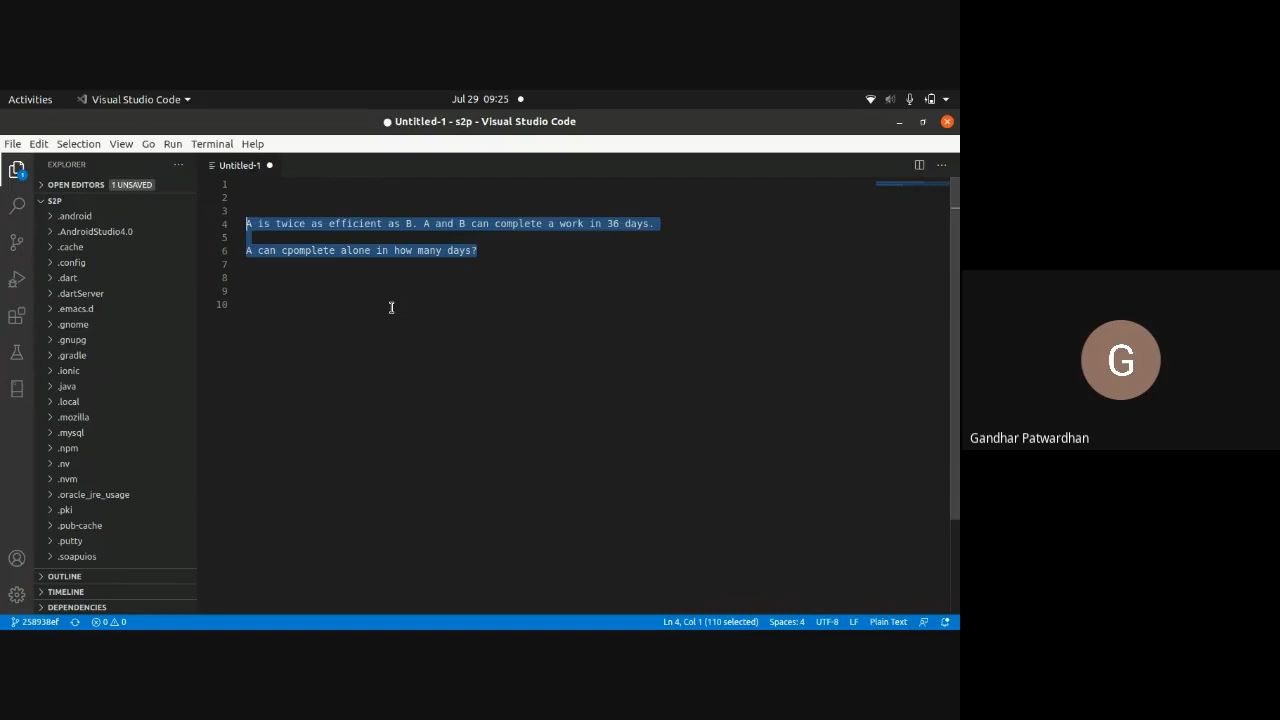 Activities
Visual Studio Code
Jul 29 09:25
Untitled-1 - s2p - Visual Studio Code
File Edit Selection View Go Run Terminal Help
EXPLORER
Untitled-1
OPEN EDITORS 1 UNSAVED
S2P
.android
.AndroidStudio4.0
.cache
.config
.dart
.dartServer
.emacs.d
.gnome
.gnupg
.gradle
.ionic
.java
.local
.mozilla
.mysql
.npm
.nv
.nvm
.oracle_jre_usage
.pki
.pub-cache
.putty
.soapuios
OUTLINE
TIMELINE
DEPENDENCIES
1
1
2
3
4 A is twice as efficient as B. A and B can complete a work in 36 days.
5
6 A can cpomplete alone in how many days?
7
8
9
10
G
Gandhar Patwardhan
258938ef 0 0 Ln 4, Col 1 (110 selected) Spaces: 4 UTF-8 LF Plain Text